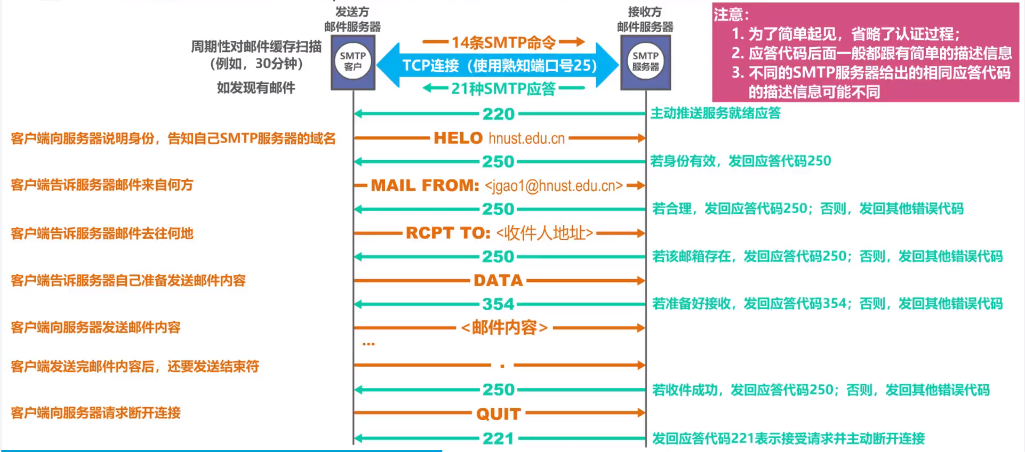 发送方
邮件服务器
接收方
邮件服务器
注意：
1. 为了简单起见，省略了认证过程；
2. 应答代码后面一般都跟有简单的描述信息
3. 不同的SMTP服务器给出的相同应答代码
的描述信息可能不同
周期性对邮件缓存扫描
（例如，30分钟）
如发现有邮件
SMTP
客户
14条SMTP命令
TCP连接（使用熟知端口号25）
21种SMTP应答
SMTP
服务器
220
主动推送服务就绪应答
客户端向服务器说明身份，告知自己SMTP服务器的域名
HELO hnust.edu.cn
250
若身份有效，发回应答代码250
客户端告诉服务器邮件来自何方
MAIL FROM: <jgao1@hnust.edu.cn>
250
若合理，发回应答代码250；否则，发回其他错误代码
客户端告诉服务器邮件去往何地
RCPT TO: <收件人地址>
250
若该邮箱存在，发回应答代码250；否则，发回其他错误代码
客户端告诉服务器自己准备发送邮件内容
DATA
354
若准备好接收，发回应答代码354；否则，发回其他错误代码
客户端向服务器发送邮件内容
<邮件内容>
...
客户端发送完邮件内容后，还要发送结束符
.
250
若收件成功，发回应答代码250；否则，发回其他错误代码
客户端向服务器请求断开连接
QUIT
221
发回应答代码221表示接受请求并主动断开连接